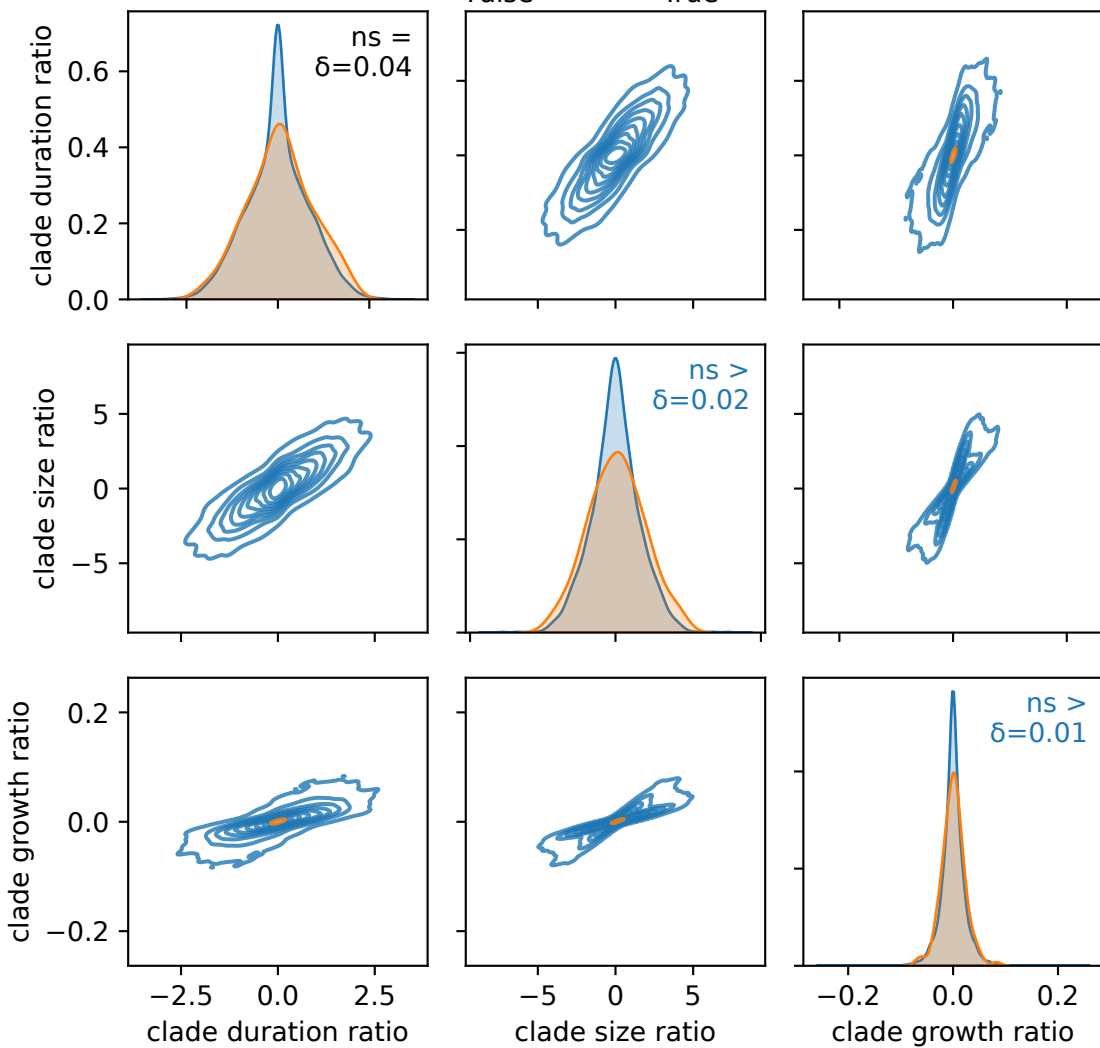 clade duration ratio
0.6
0.4
0.2
0.0
ns =
δ=0.04
clade size ratio
5
0
−5
ns >
δ=0.02
clade growth ratio
0.2
0.0
−0.2
ns >
δ=0.01
−2.5 0.0 2.5
−5 0 5
−0.2 0.0 0.2
clade duration ratio
clade size ratio
clade growth ratio